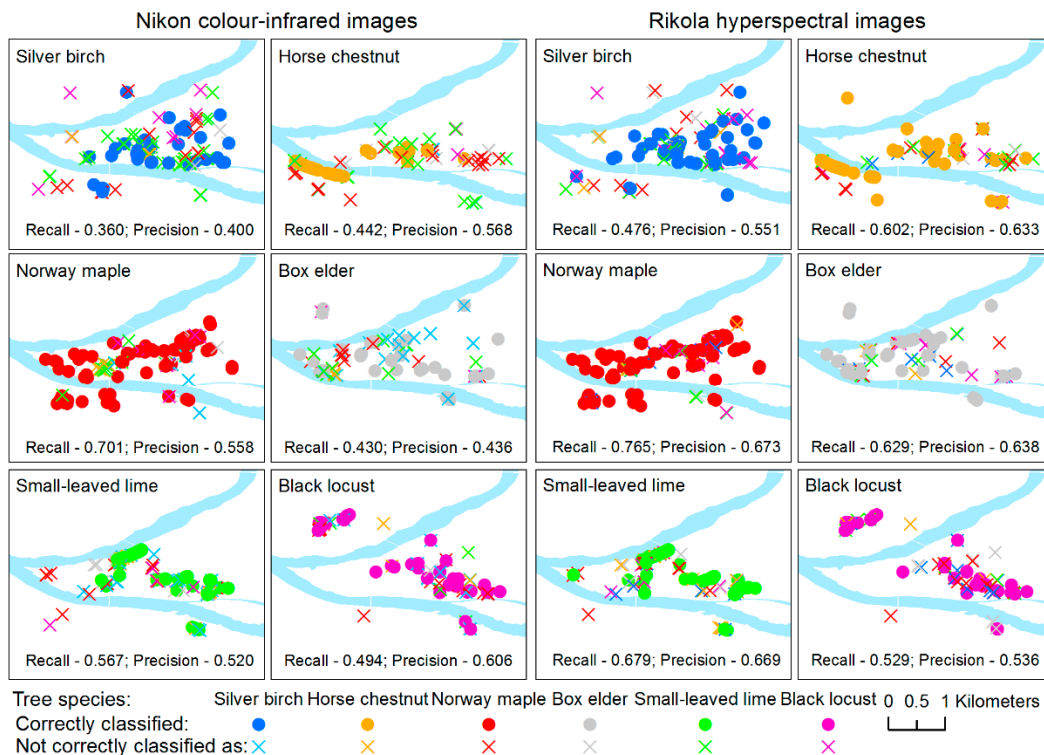 Nikon colour-infrared images
Rikola hyperspectral images
Silver birch
Recall - 0.360; Precision - 0.400
Horse chestnut
Recall - 0.442; Precision - 0.568
Silver birch
Recall - 0.476; Precision - 0.551
Horse chestnut
Recall - 0.602; Precision - 0.633
Norway maple
Recall - 0.701; Precision - 0.558
Box elder
Recall - 0.430; Precision - 0.436
Norway maple
Recall - 0.765; Precision - 0.673
Box elder
Recall - 0.629; Precision - 0.638
Small-leaved lime
Recall - 0.567; Precision - 0.520
Black locust
Recall - 0.494; Precision - 0.606
Small-leaved lime
Recall - 0.679; Precision - 0.669
Black locust
Recall - 0.529; Precision - 0.536
Tree species: Silver birch Horse chestnut Norway maple Box elder Small-leaved lime Black locust
0 0.5 1 Kilometers
Correctly classified:
Not correctly classified as: